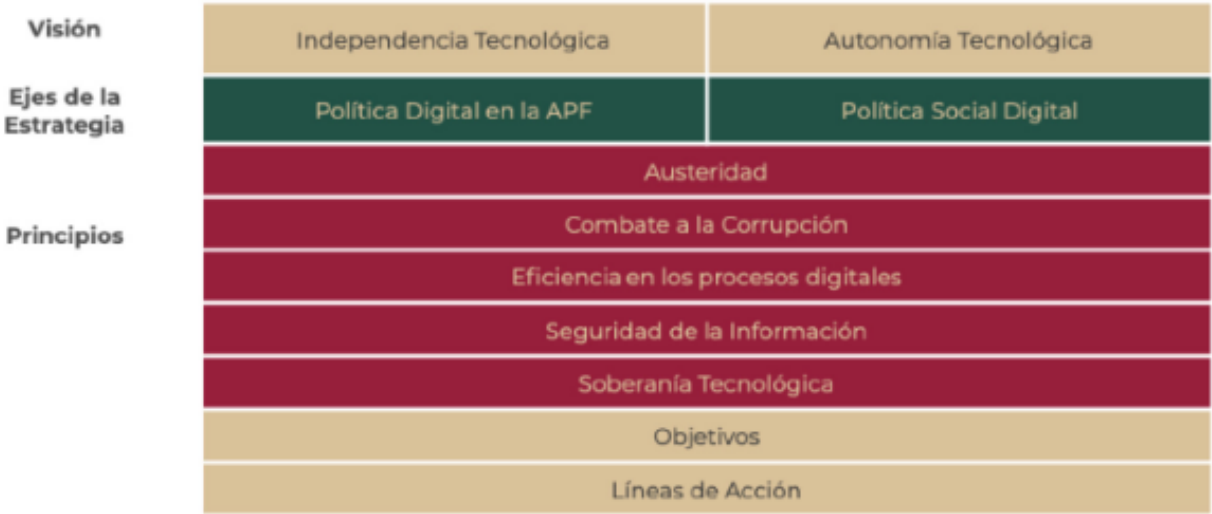 Visión
Independencia Tecnológica
Autonomía Tecnológica
Ejes de la
Estrategia
Política Digital en la APF
Política Social Digital
Principios
Austeridad
Combate a la Corrupción
Eficiencia en los procesos digitales
Seguridad de la Información
Soberanía Tecnológica
Objetivos
Líneas de Acción